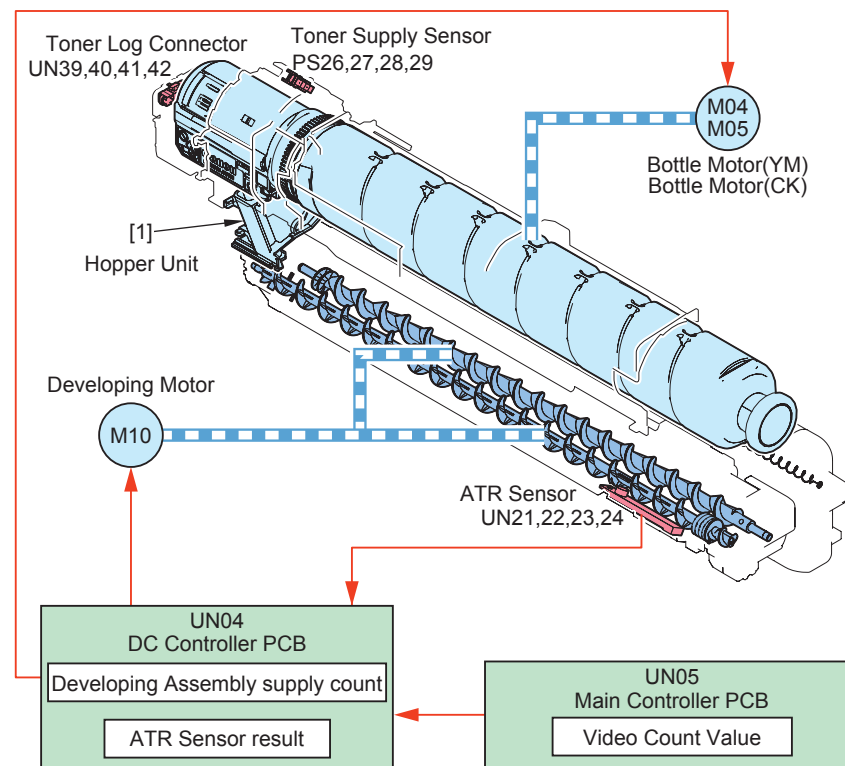 Toner Log Connector
UN39,40,41,42
Toner Supply Sensor
PS26,27,28,29
M04
M05
Bottle Motor(YM)
Bottle Motor(CK)
[1]
Hopper Unit
Developing Motor
M10
ATR Sensor
UN21,22,23,24
UN04
DC Controller PCB
Developing Assembly supply count
ATR Sensor result
UN05
Main Controller PCB
Video Count Value